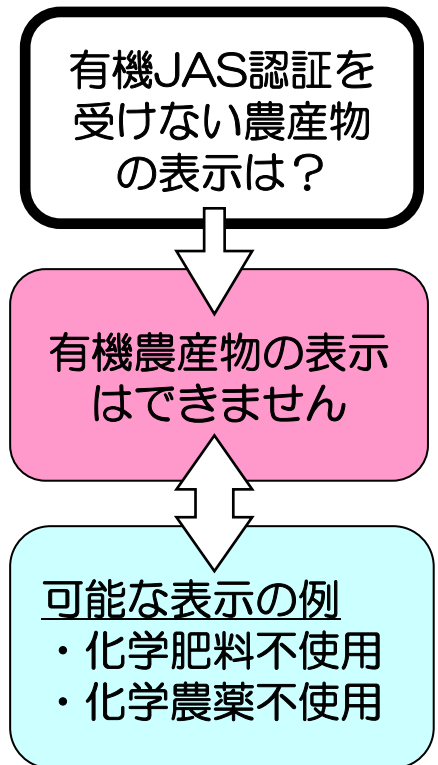 有機JAS認証を
受けない農産物
の表示は？
有機農産物の表示
はできません
可能な表示の例
・化学肥料不使用
・化学農薬不使用